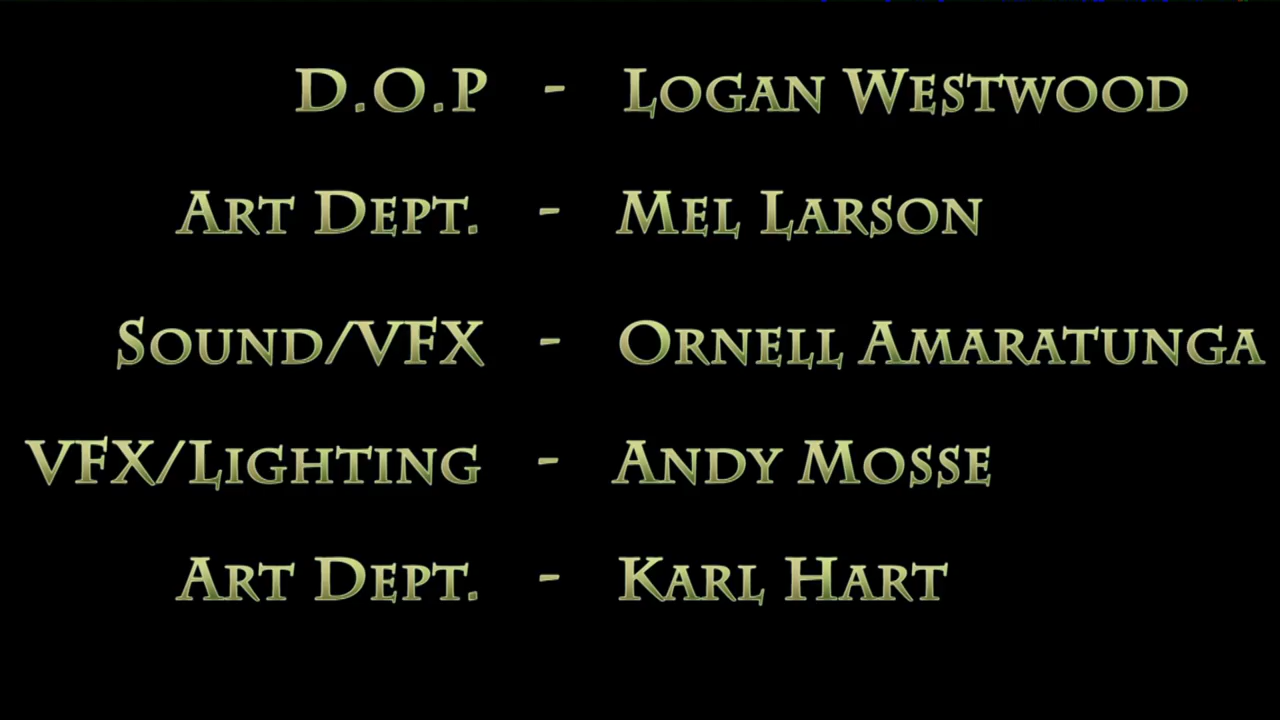 D.O.P - Logan Westwood
Art Dept. - Mel Larson
Sound/VFX - Ornell Amaratunga
VFX/Lighting - Andy Mosse
Art Dept. - Karl Hart